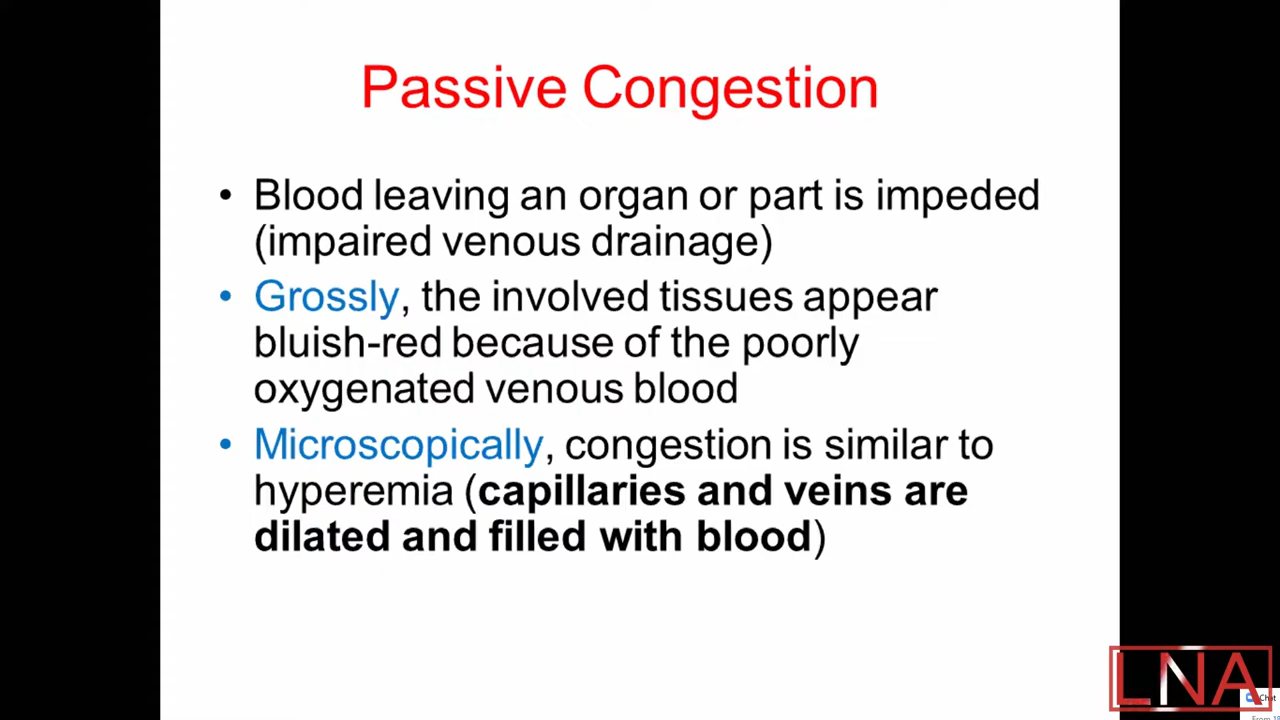 Passive Congestion
• Blood leaving an organ or part is impeded
(impaired venous drainage)
• Grossly, the involved tissues appear
bluish-red because of the poorly
oxygenated venous blood
• Microscopically, congestion is similar to
hyperemia (capillaries and veins are
dilated and filled with blood)
LNA
Chat